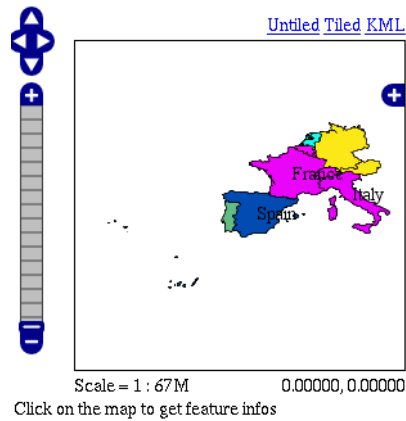 Untiled Tiled KML
France
Italy
Spain
Scale = 1 : 67M 0.00000, 0.00000
Click on the map to get feature infos